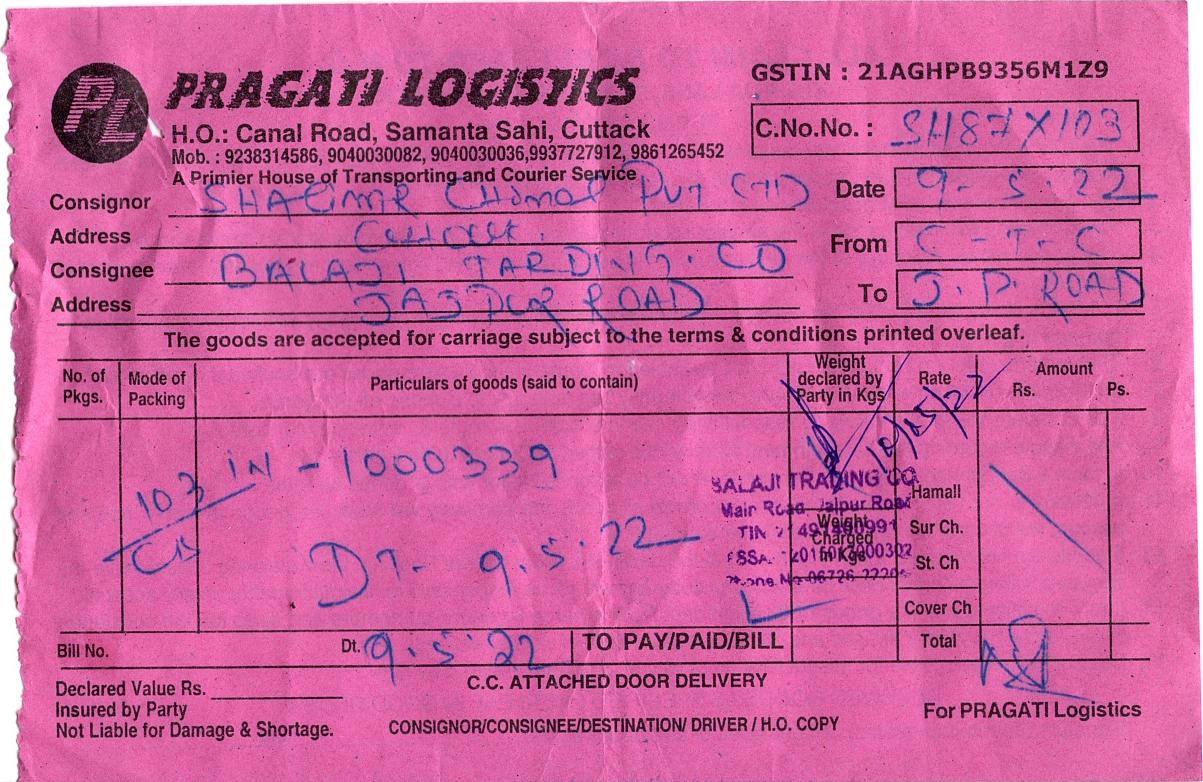 PL PRAGATI LOGISTICS
GSTIN : 21AGHPB9356M1Z9
H.O.: Canal Road, Samanta Sahi, Cuttack
C.No.No. : SH87X103
Mob. : 9238314586, 9040030082, 9040030036,9937727912, 9861265452
A Primier House of Transporting and Courier Service
Consignor PVT LTD
Date 9-5-22
Address
From C-T-C
Consignee BALAJI TARDING. CO
To J.P. ROAD
Address ROAD
The goods are accepted for carriage subject to the terms & conditions printed overleaf.
No. of Pkgs. Mode of Packing Particulars of goods (said to contain) Weight declared by Party in Kgs Rate Amount Rs. Ps.
10/05/22
103 IN - 1000339
CB
BALAJI TRADING CO.
Hamall
Main Road
Weight Charged in Kgs
Sur Ch.
DT- 9.5.22
St. Ch
Phone No-06726
Cover Ch
Bill No. Dt. 9.5.22 TO PAY/PAID/BILL Total
Declared Value Rs.
C.C. ATTACHED DOOR DELIVERY
Insured by Party
For PRAGATI Logistics
Not Liable for Damage & Shortage.
CONSIGNOR/CONSIGNEE/DESTINATION/ DRIVER / H.O. COPY